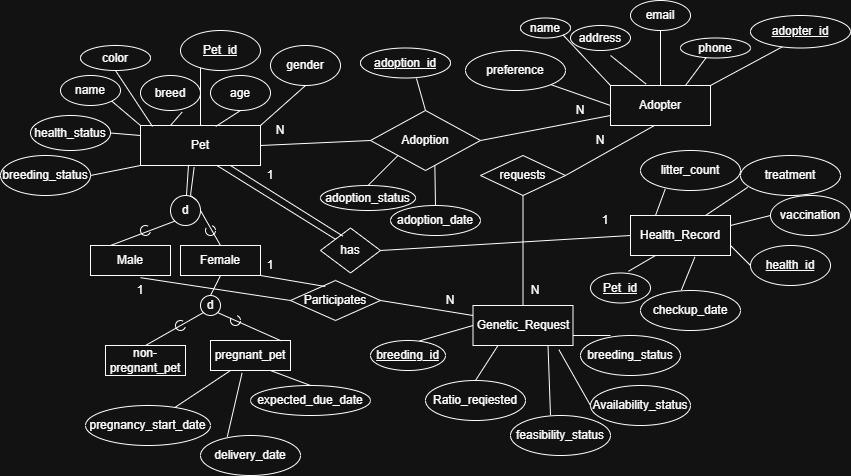 email
name
address
adopter_id
phone
color
Pet_id
gender
adoption_id
preference
name
breed
age
Adopter
N
N
health_status
Pet
Adoption
N
breeding_status
1
requests
litter_count
treatment
adoption_status
adoption_date
vaccination
d
1
has
Health_Record
Male
Female
1
health_id
1
Participates
N
N
Pet_id
checkup_date
d
Genetic_Request
non-
pregnant_pet
pregnant_pet
breeding_id
breeding_status
expected_due_date
Ratio_reqiested
Availability_status
pregnancy_start_date
feasibility_status
delivery_date